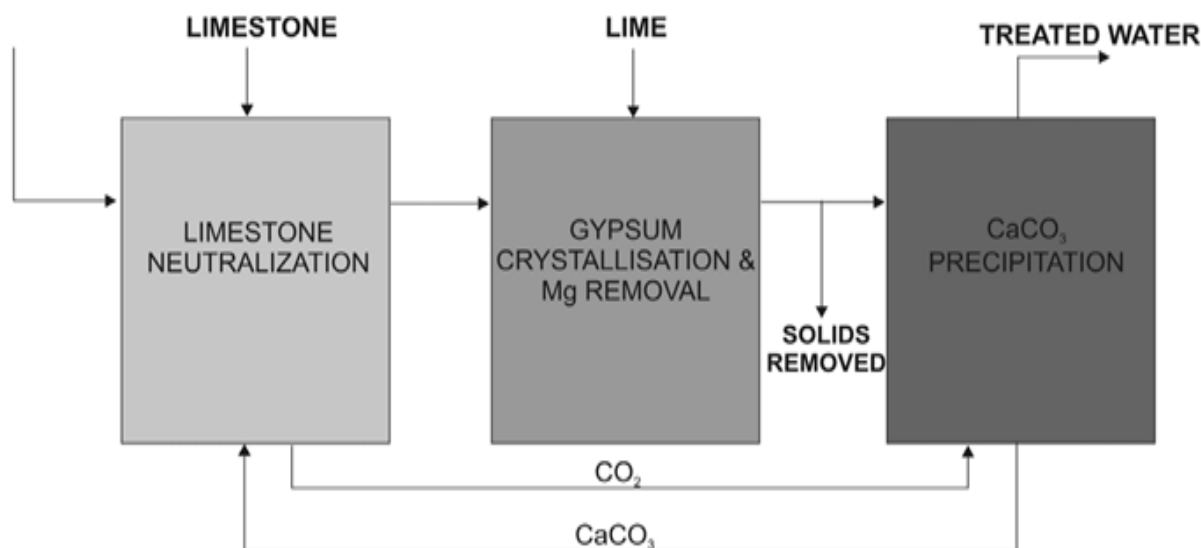 LIMESTONE
LIME
TREATED WATER
LIMESTONE
NEUTRALIZATION
GYPSUM
CRYSTALLISATION &
Mg REMOVAL
CaCO₃
PRECIPITATION
SOLIDS
REMOVED
CO₂
CaCO₃